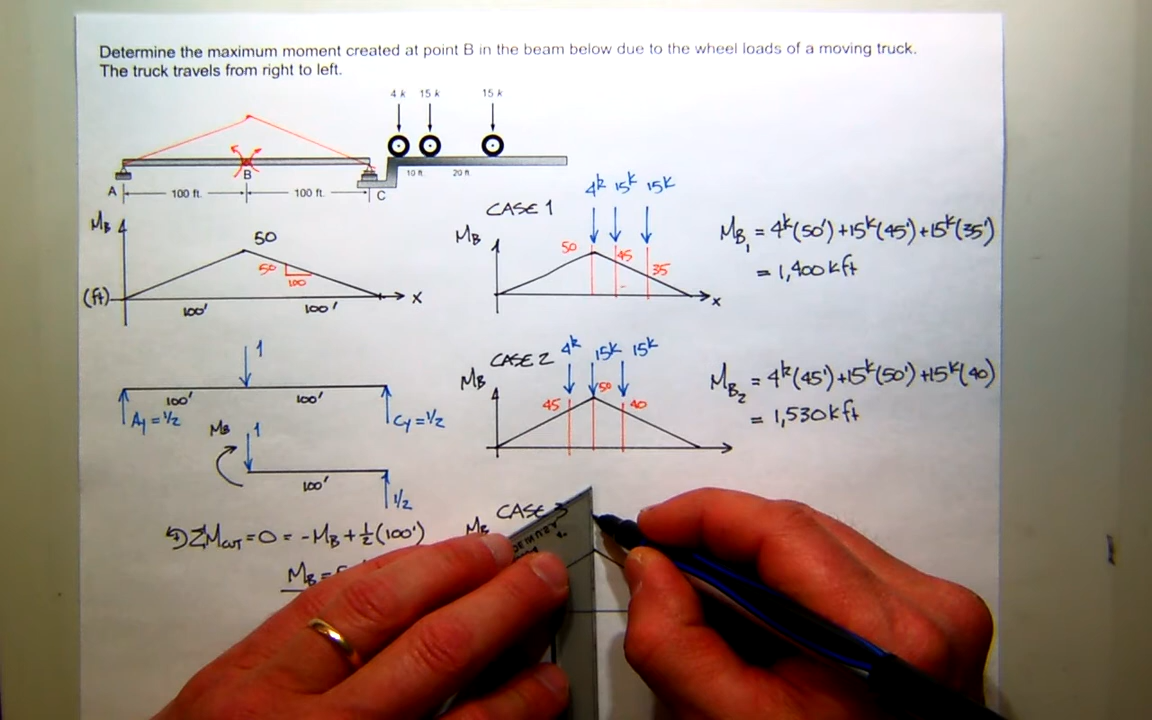 Determine the maximum moment created at point B in the beam below due to the wheel loads of a moving truck.
The truck travels from right to left.
4 k 15 k 15 k
B
10 ft. 20 ft.
A 100 ft. 100 ft. C
CASE 1
4k 15k 15k
MB
50
50
100
(ft)
100' 100'
x
MB
50 45 35
x
MB1 = 4k(50') + 15k(45') + 15k(35')
= 1,400 k ft
1
100' 100'
Ay = 1/2
Cy = 1/2
CASE 2
4k 15k 15k
MB
45 50 40
MB2 = 4k(45') + 15k(50') + 15k(40)
= 1,530 k ft
MB 1
100'
1/2
ΣMCUT = 0 = -MB + 1/2(100')
MB =
CASE 3
MB